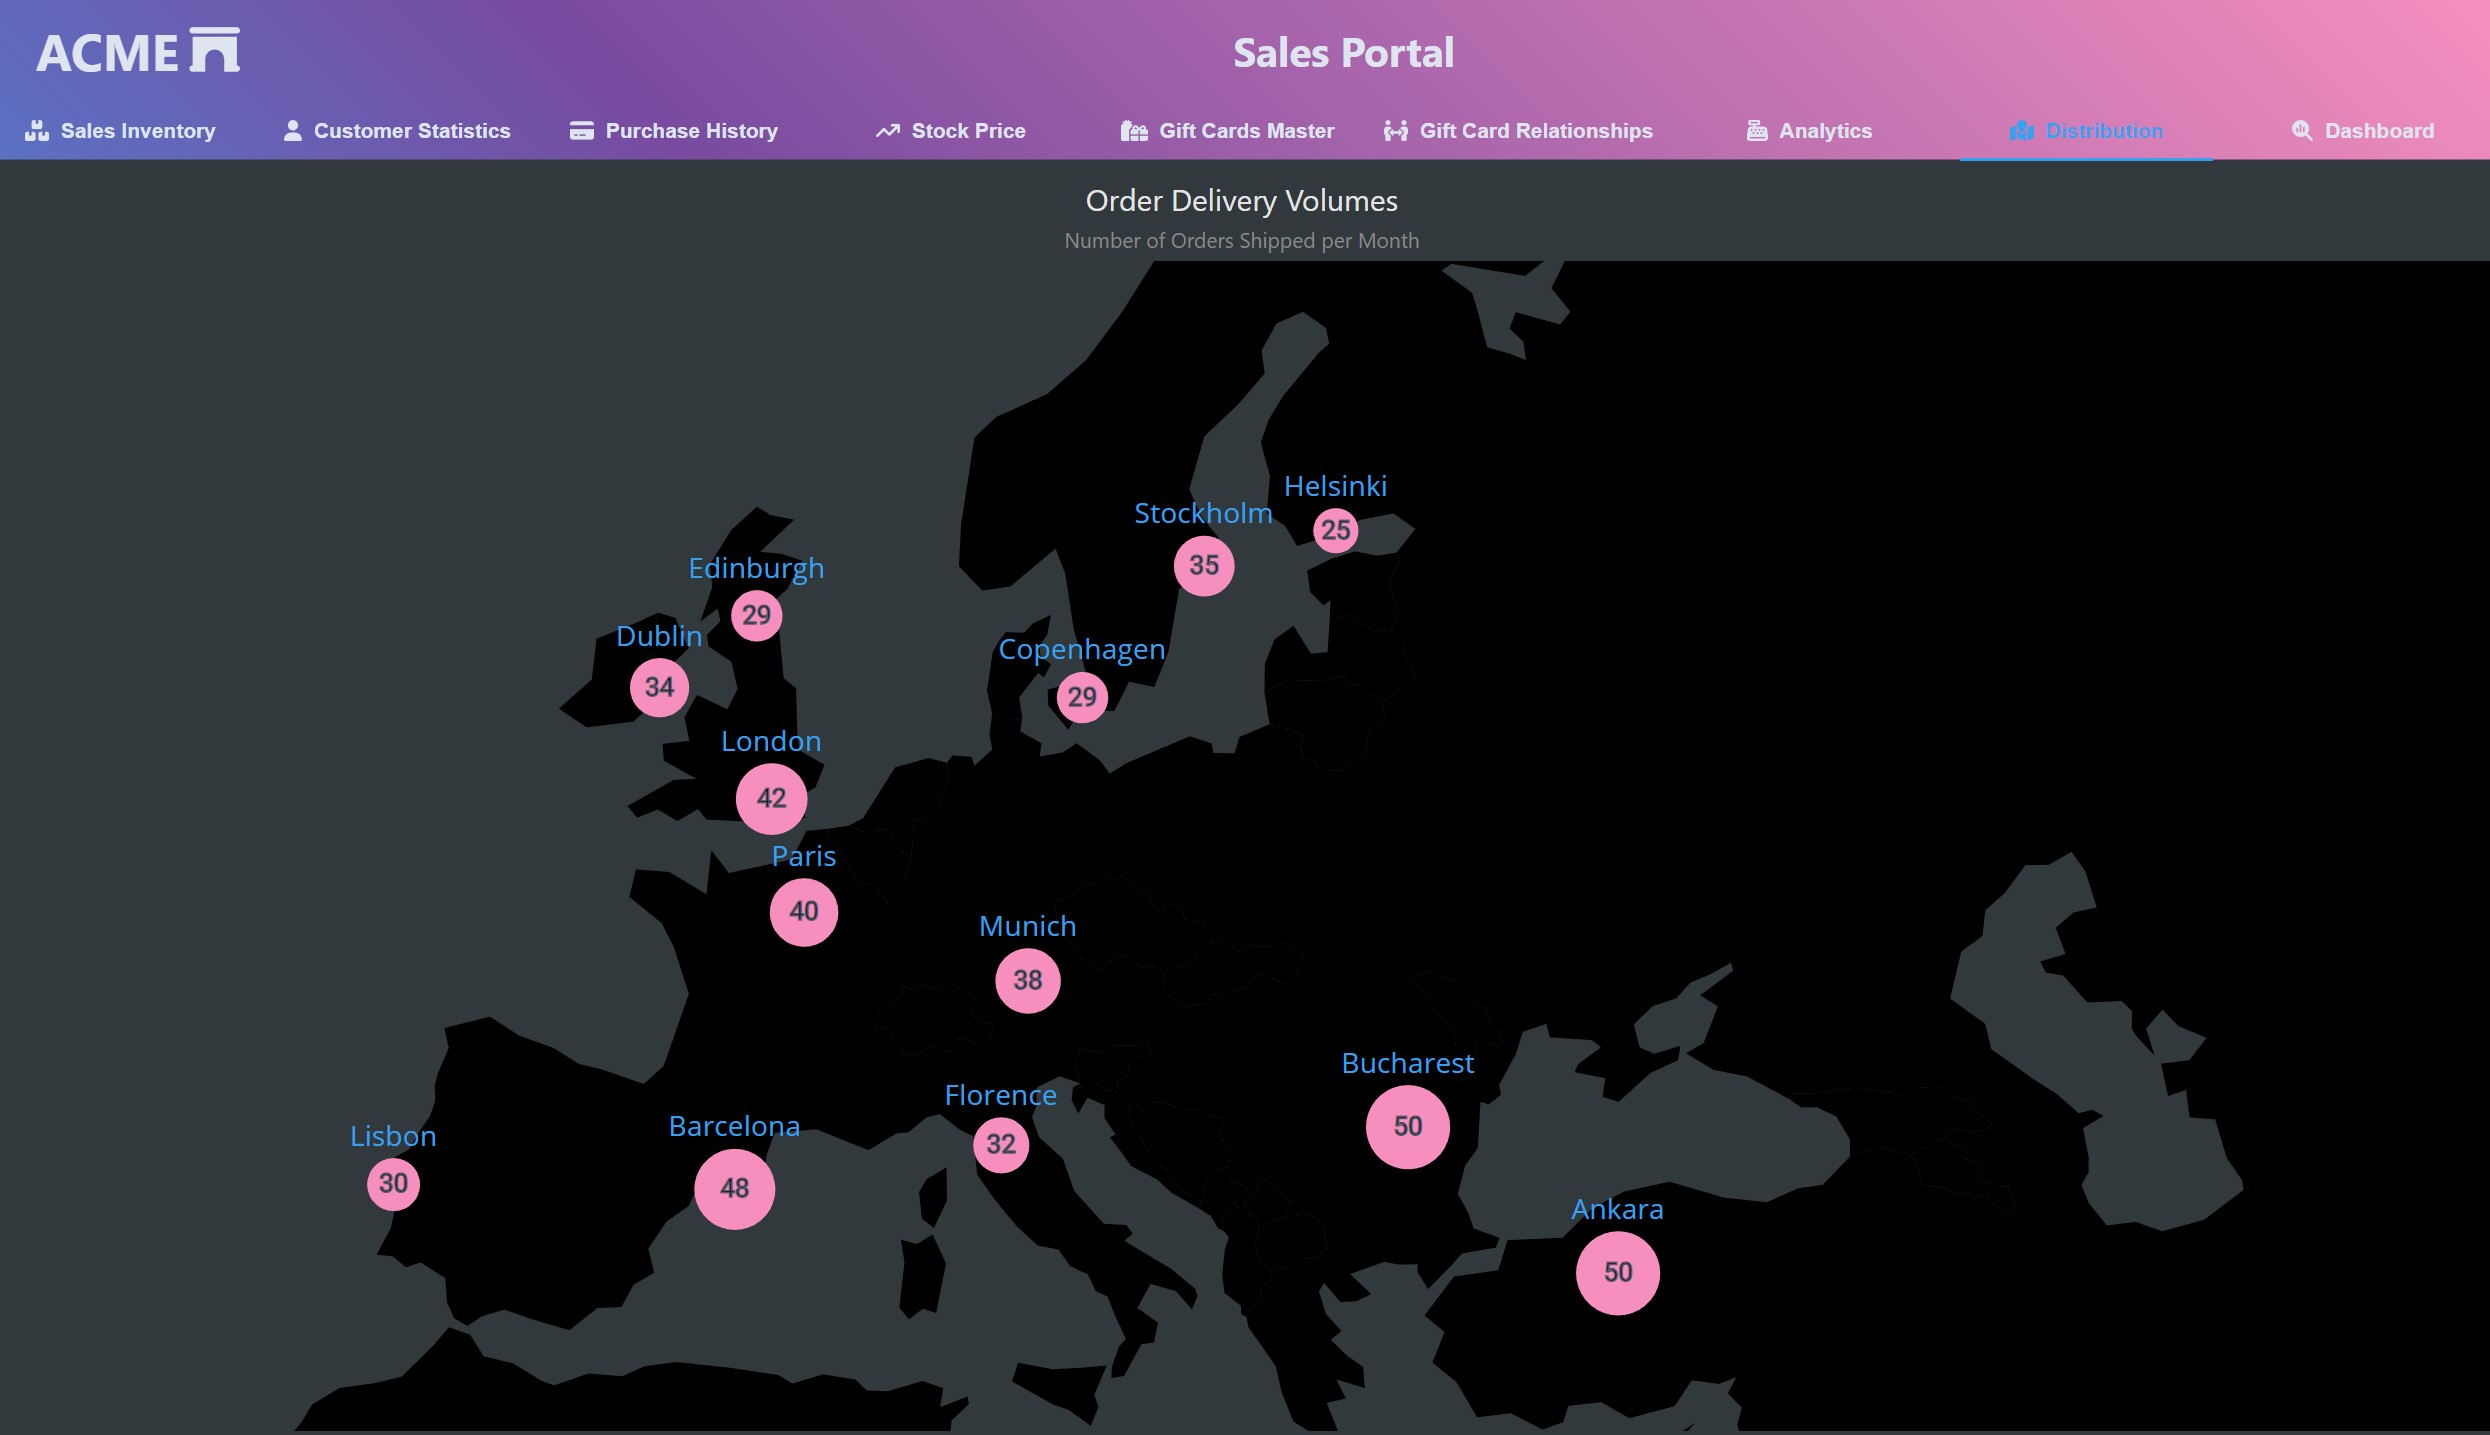 ACME
Sales Portal
Sales Inventory
Customer Statistics
Purchase History
Stock Price
Gift Cards Master
Gift Card Relationships
Analytics
Distribution
Dashboard
Order Delivery Volumes
Number of Orders Shipped per Month
Helsinki
25
Stockholm
35
Edinburgh
29
Dublin
34
Copenhagen
29
London
42
Paris
40
Munich
38
Bucharest
50
Florence
32
Barcelona
48
Lisbon
30
Ankara
50